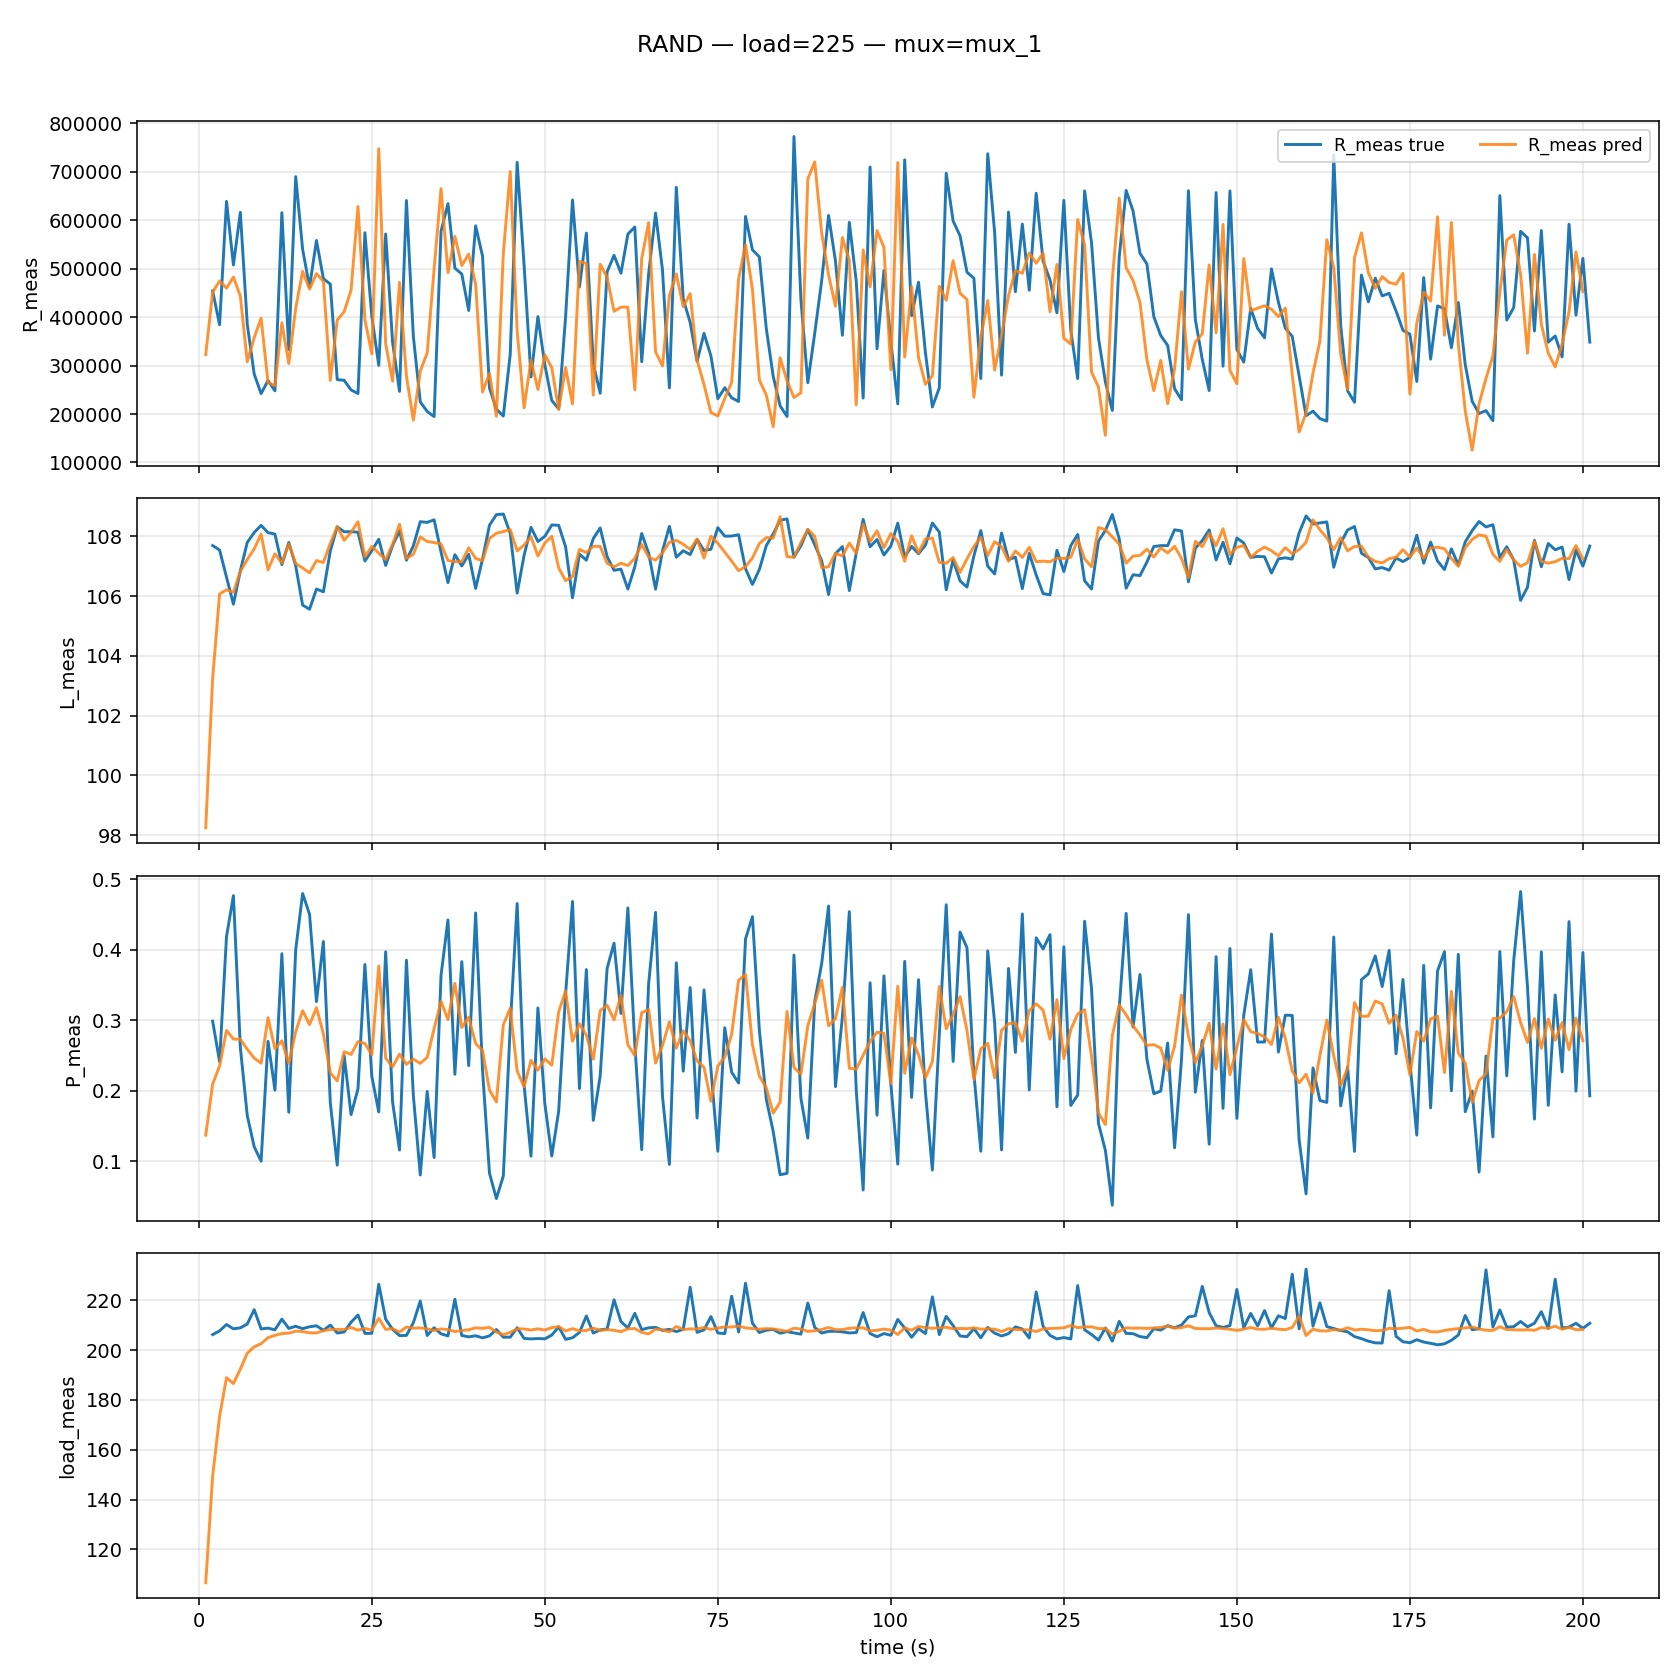 RAND — load=225 — mux=mux_1
800000
700000
600000
500000
400000
300000
200000
100000
R_meas
R_meas true
R_meas pred
108
106
104
102
100
98
L_meas
0.5
0.4
0.3
0.2
0.1
P_meas
220
200
180
160
140
120
load_meas
0 25 50 75 100 125 150 175 200
time (s)